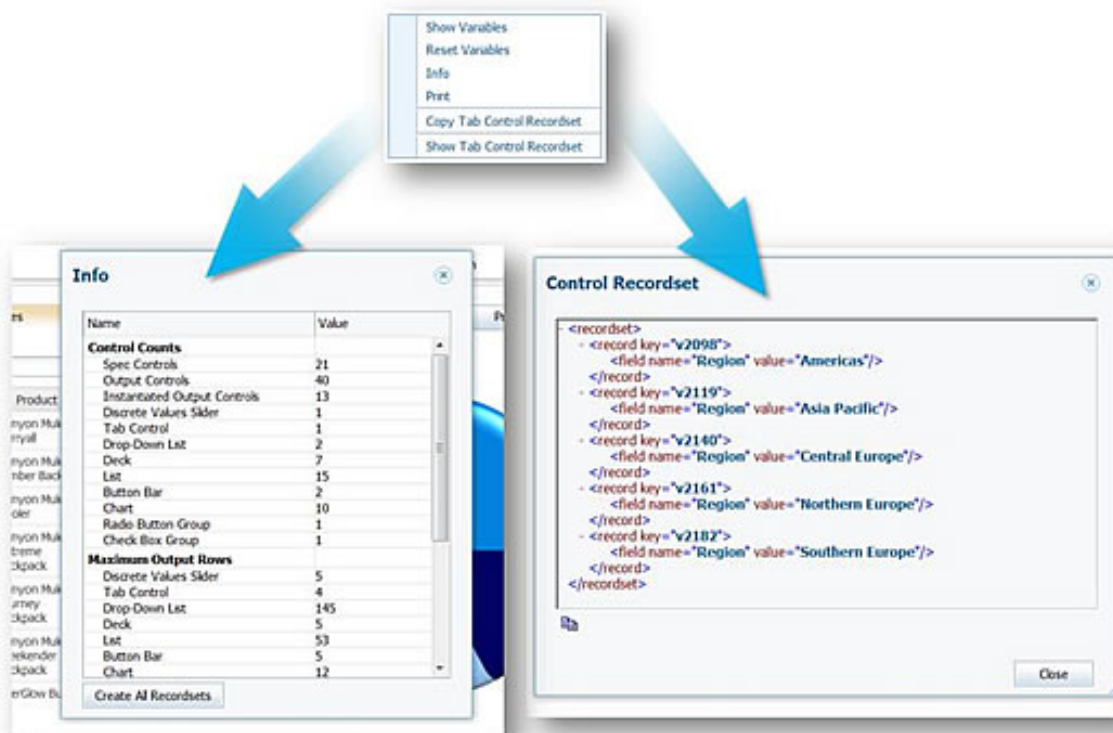 Show Variables
Reset Variables
Info
Print
Copy Tab Control Recordset
Show Tab Control Recordset
Info
Name Value
Control Counts
Spec Controls 21
Output Controls 40
Instantiated Output Controls 13
Discrete Values Slider 1
Tab Control 1
Drop-Down List 2
Deck 7
List 15
Button Bar 2
Chart 10
Radio Button Group 1
Check Box Group 1
Maximum Output Rows
Discrete Values Slider 5
Tab Control 4
Drop-Down List 145
Deck 5
List 53
Button Bar 5
Chart 12
Create All Recordsets
Product
Control Recordset
- <recordset>
- <record key="v2098">
<field name="Region" value="Americas"/>
</record>
- <record key="v2119">
<field name="Region" value="Asia Pacific"/>
</record>
- <record key="v2140">
<field name="Region" value="Central Europe"/>
</record>
- <record key="v2161">
<field name="Region" value="Northern Europe"/>
</record>
- <record key="v2182">
<field name="Region" value="Southern Europe"/>
</record>
</recordset>
Close